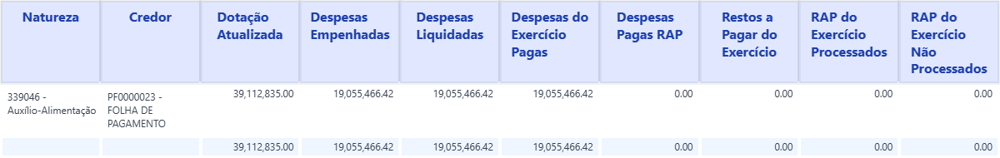 Natureza
Credor
Dotação
Atualizada
Despesas
Empenhadas
Despesas
Liquidadas
Despesas do
Exercício
Pagas
Despesas
Pagas RAP
Restos a
Pagar do
Exercício
RAP do
Exercício
Processados
RAP do
Exercício
Não
Processados
339046 -
Auxílio-Alimentação
PF0000023 -
FOLHA DE
PAGAMENTO
39,112,835.00
19,055,466.42
19,055,466.42
19,055,466.42
0.00
0.00
0.00
0.00
39,112,835.00
19,055,466.42
19,055,466.42
19,055,466.42
0.00
0.00
0.00
0.00